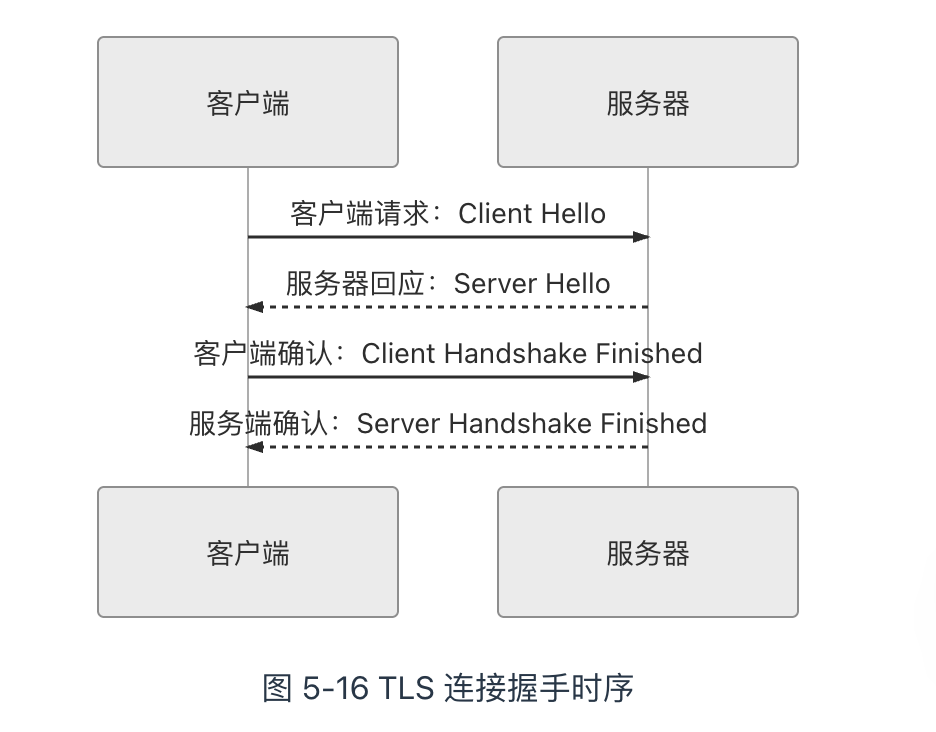 客户端
服务器
客户端请求：Client Hello
服务器回应：Server Hello
客户端确认：Client Handshake Finished
服务端确认：Server Handshake Finished
客户端
服务器
图 5-16 TLS 连接握手时序